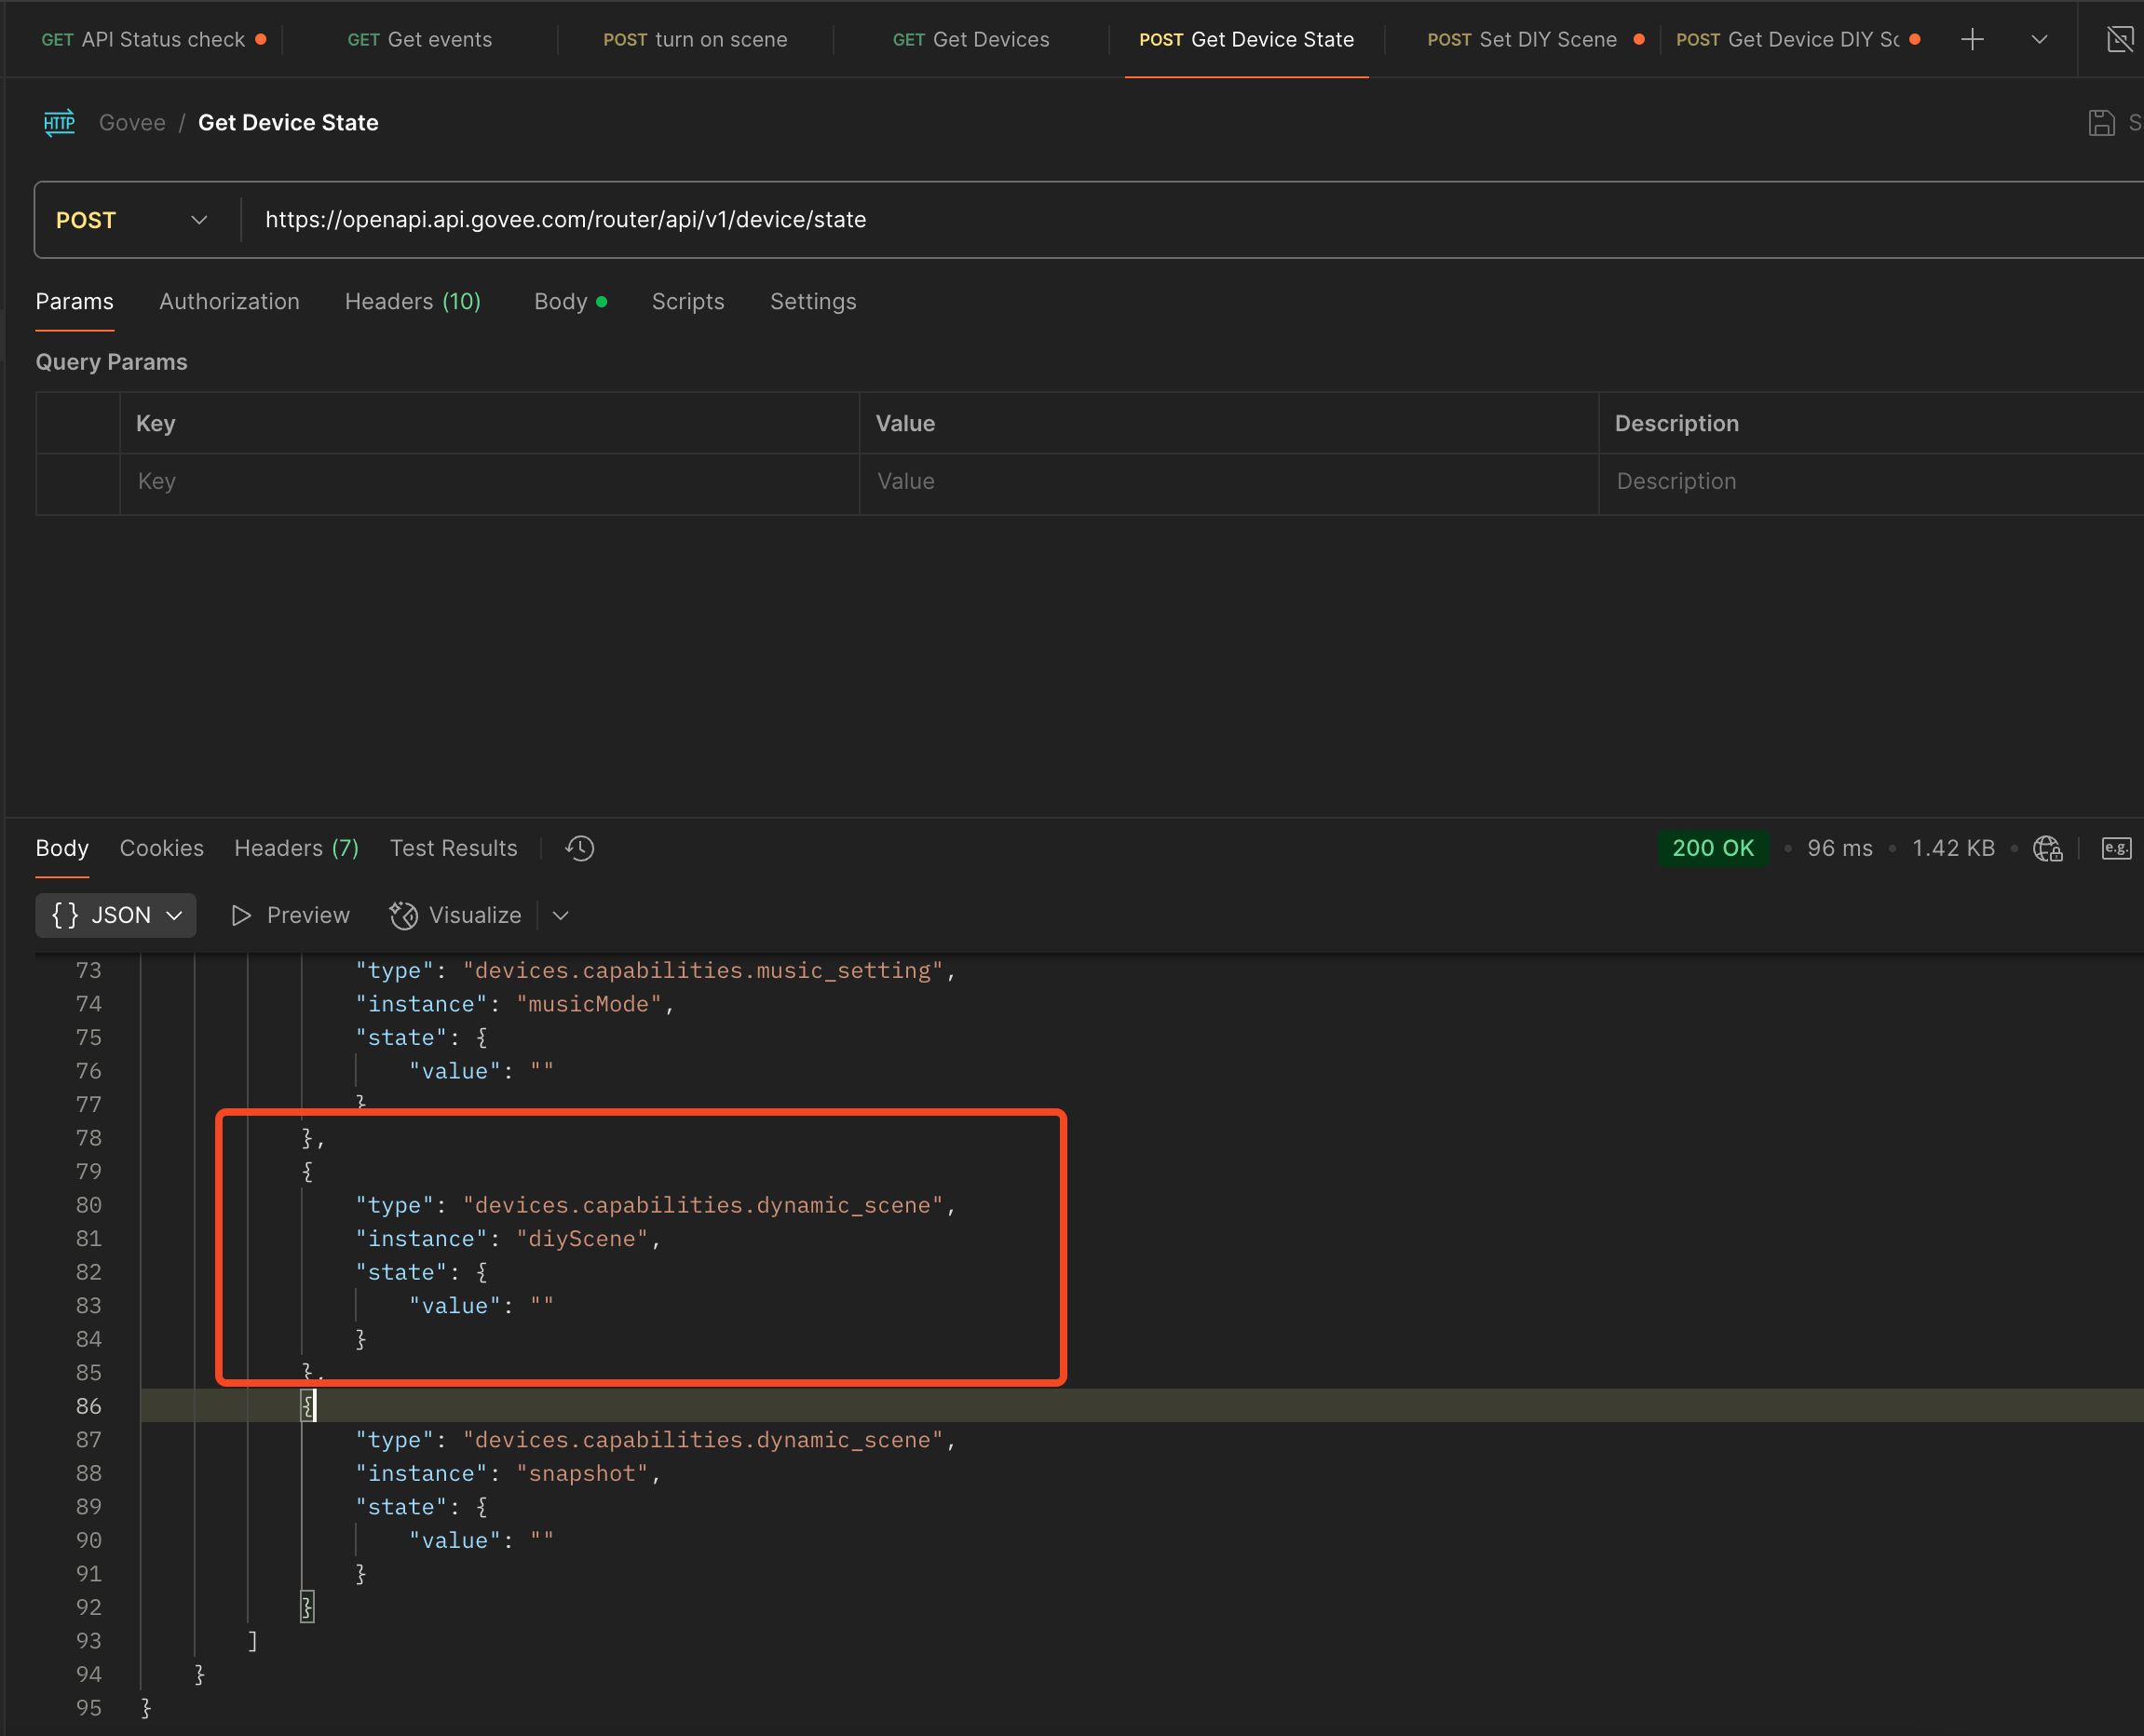 GET API Status check GET Get events POST turn on scene GET Get Devices POST Get Device State POST Set DIY Scene POST Get Device DIY Sc
HTTP Govee / Get Device State S
POST https://openapi.api.govee.com/router/api/v1/device/state
Params Authorization Headers (10) Body Scripts Settings
Query Params
Key Value Description
Key Value Description
Body Cookies Headers (7) Test Results 200 OK • 96 ms • 1.42 KB • e.g.
{} JSON Preview Visualize
73 "type": "devices.capabilities.music_setting",
74 "instance": "musicMode",
75 "state": {
76 "value": ""
77 }
78 },
79 {
80 "type": "devices.capabilities.dynamic_scene",
81 "instance": "diyScene",
82 "state": {
83 "value": ""
84 }
85 },
86 {
87 "type": "devices.capabilities.dynamic_scene",
88 "instance": "snapshot",
89 "state": {
90 "value": ""
91 }
92 }
93 ]
94 }
95 }